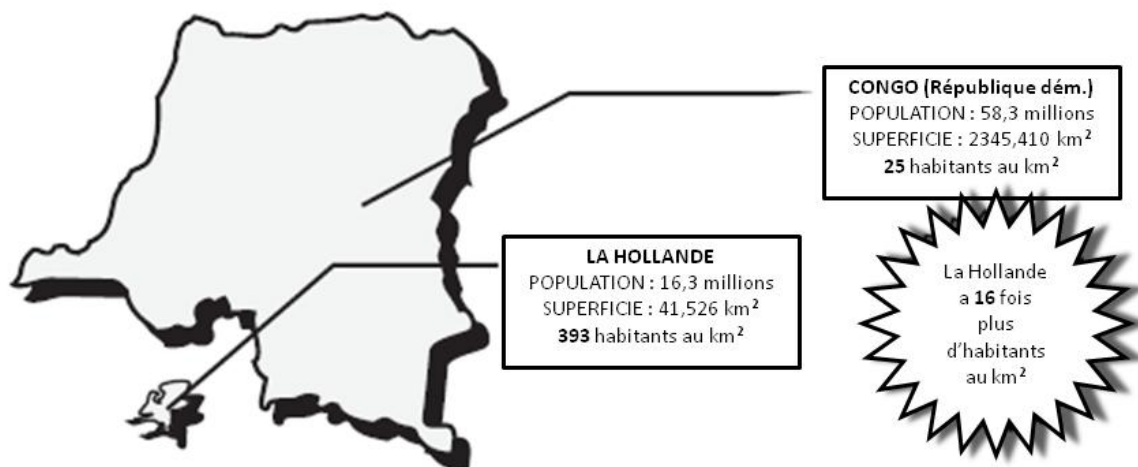 CONGO (République dém.)
POPULATION : 58,3 millions
SUPERFICIE : 2345,410 km²
25 habitants au km²
LA HOLLANDE
POPULATION : 16,3 millions
SUPERFICIE : 41,526 km²
393 habitants au km²
La Hollande
a 16 fois
plus
d'habitants
au km²